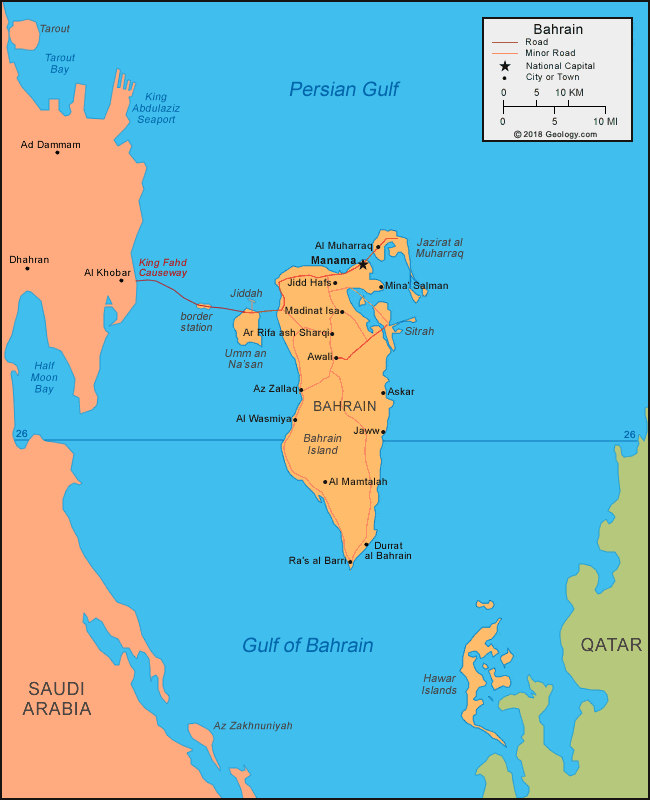 Tarout
Tarout
Bay
King
Abdulaziz
Seaport
Persian Gulf
Bahrain
Road
Minor Road
National Capital
City or Town
0 5 10 KM
0 5 10 MI
© 2018 Geology.com
Ad Dammam
Dhahran
Al Khobar
King Fahd
Causeway
border
station
Jiddah
Umm an
Na'san
Half
Moon
Bay
Al Muharraq
Manama
Jazirat al
Muharraq
Jidd Hafs
Mina' Salman
Madinat Isa
Ar Rifa ash Sharqi
Sitrah
Awali
Az Zallaq
Askar
BAHRAIN
Al Wasmiya
Jaww
Bahrain
Island
26
26
Al Mamtalah
Durrat
al Bahrain
Ra's al Barri
Gulf of Bahrain
QATAR
Hawar
Islands
SAUDI
ARABIA
Az Zakhnuniyah